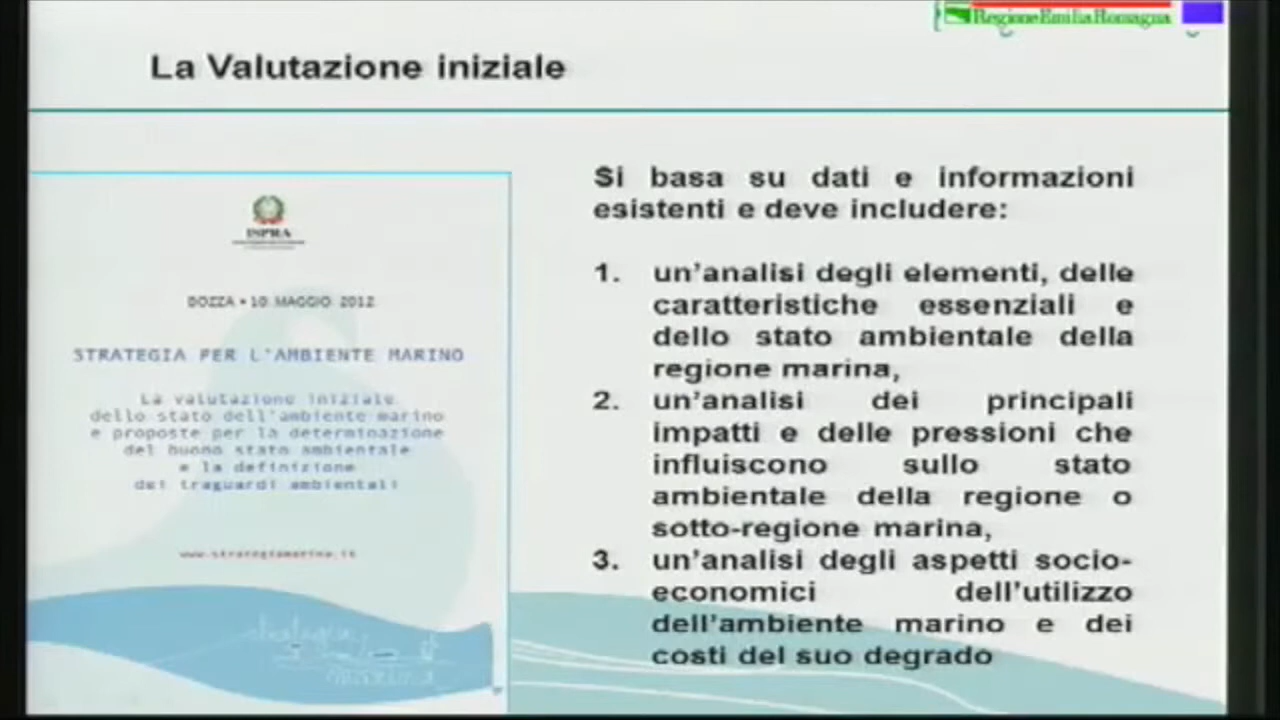 RegioneEmiliaRomagna
La Valutazione iniziale
ISPRA
BOZZA • 10 MAGGIO 2012
STRATEGIA PER L'AMBIENTE MARINO
La valutazione iniziale
dello stato dell'ambiente marino
e proposte per la determinazione
del buono stato ambientale
e la definizione
dei traguardi ambientali
www.strategiamarina.it
Si basa su dati e informazioni
esistenti e deve includere:
1. un'analisi degli elementi, delle
caratteristiche essenziali e
dello stato ambientale della
regione marina,
2. un'analisi dei principali
impatti e delle pressioni che
influiscono sullo stato
ambientale della regione o
sotto-regione marina,
3. un'analisi degli aspetti socio-
economici dell'utilizzo
dell'ambiente marino e dei
costi del suo degrado